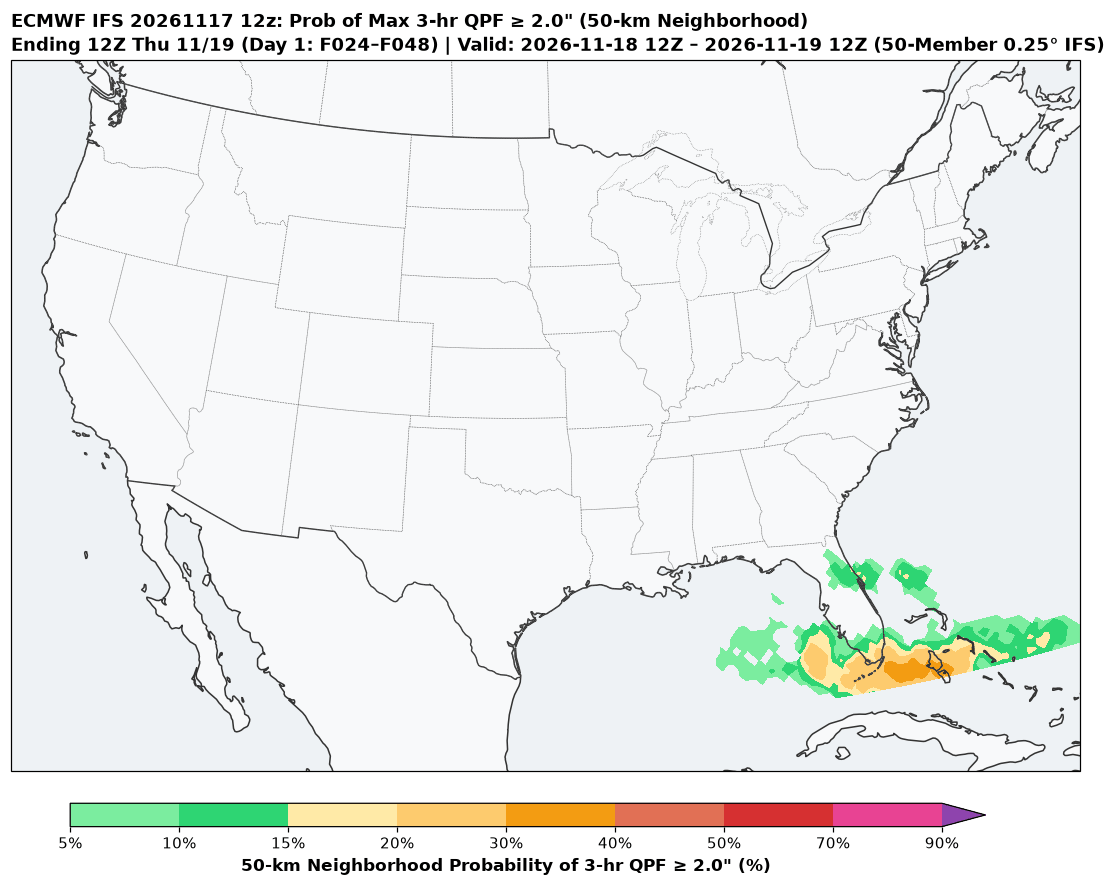 ECMWF IFS 20261117 12z: Prob of Max 3-hr QPF ≥ 2.0" (50-km Neighborhood)
Ending 12Z Thu 11/19 (Day 1: F024–F048) | Valid: 2026-11-18 12Z – 2026-11-19 12Z (50-Member 0.25° IFS)
5% 10% 15% 20% 30% 40% 50% 70% 90%
50-km Neighborhood Probability of 3-hr QPF ≥ 2.0" (%)